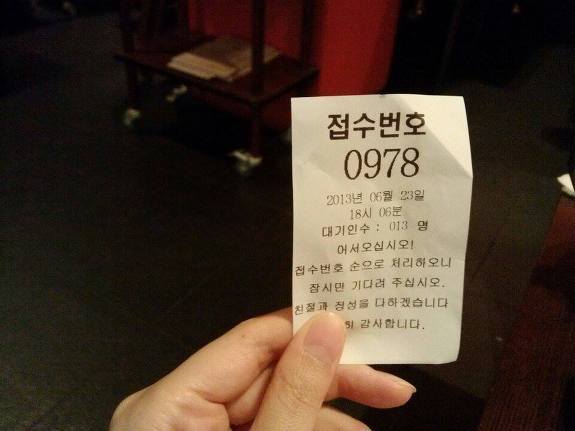 접수번호
0978
2013년 06월 23일
18시 06분
대기인수 : 013 명
어서오십시오!
접수번호 순으로 처리하오니
잠시만 기다려 주십시오.
친절과 정성을 다하겠습니다
감사합니다.